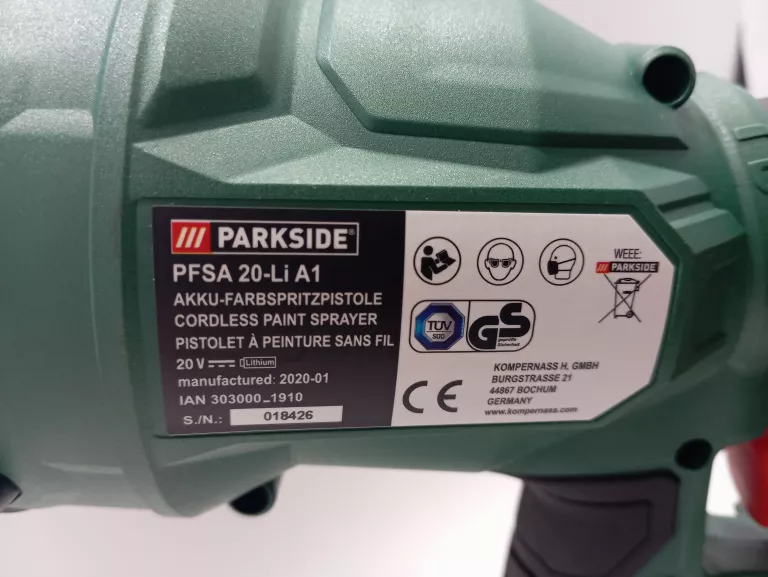 /// PARKSIDE®
PFSA 20-Li A1
AKKU-FARBSPRITZPISTOLE
CORDLESS PAINT SPRAYER
PISTOLET À PEINTURE SANS FIL
20 V Lithium
manufactured: 2020-01
IAN 303000_1910
S./N.: 018426
WEEE:
/// PARKSIDE
TÜV
SÜD
GS
geprüfte
Sicherheit
CE
KOMPERNASS H. GMBH
BURGSTRASSE 21
44867 BOCHUM
GERMANY
www.kompernass.com